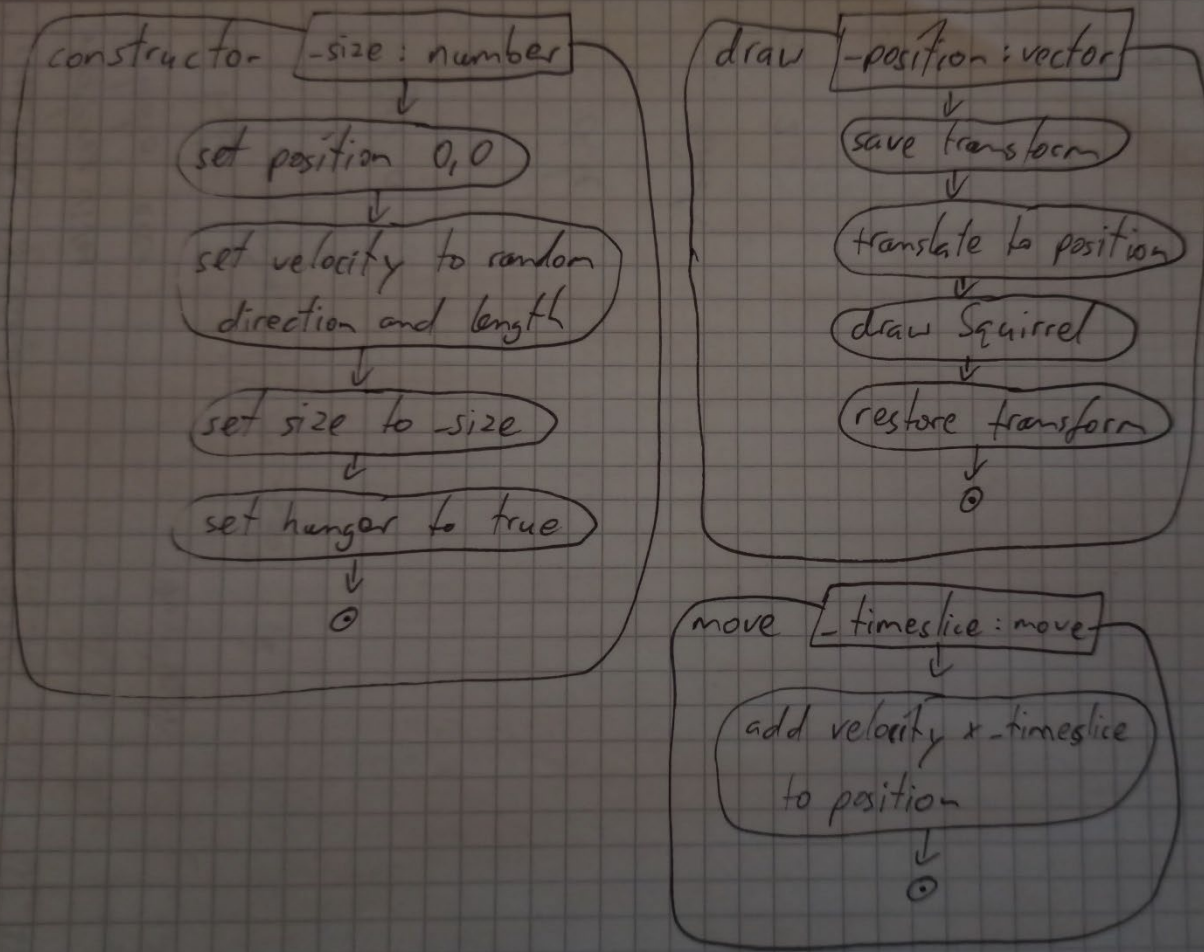 constructor
_size : number
set position 0,0
set velocity to random
direction and length
set size to _size
set hunger to true
draw
_position : vector
save transform
translate to position
draw Squirrel
restore transform
move
_timeslice : move
add velocity x _timeslice
to position